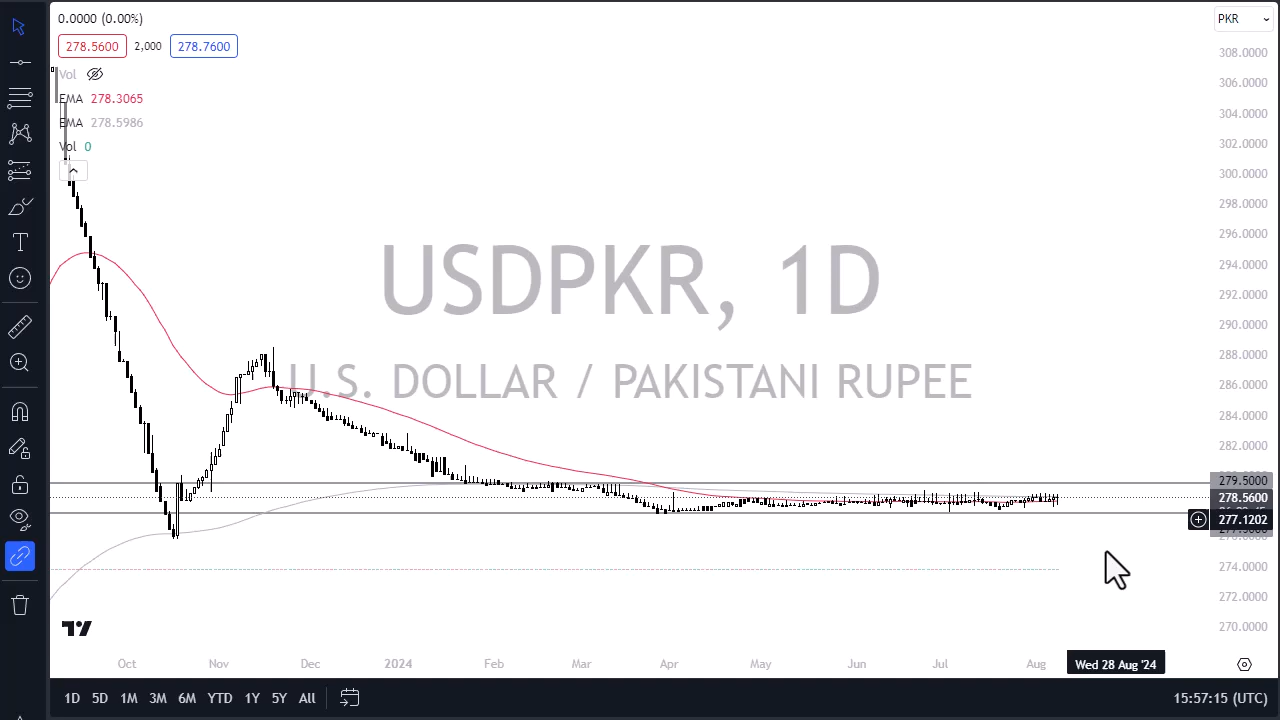 0.0000 (0.00%)
PKR
278.5600 2,000 278.7600
Vol
EMA 278.3065
EMA 278.5986
Vol 0
308.0000
306.0000
304.0000
302.0000
300.0000
298.0000
296.0000
294.0000
292.0000
290.0000
288.0000
286.0000
284.0000
282.0000
279.5000
278.5600
277.1202
274.0000
272.0000
270.0000
USDPKR, 1D
U.S. DOLLAR / PAKISTANI RUPEE
Oct Nov Dec 2024 Feb Mar Apr May Jun Jul Aug Wed 28 Aug '24
1D 5D 1M 3M 6M YTD 1Y 5Y All 15:57:15 (UTC)